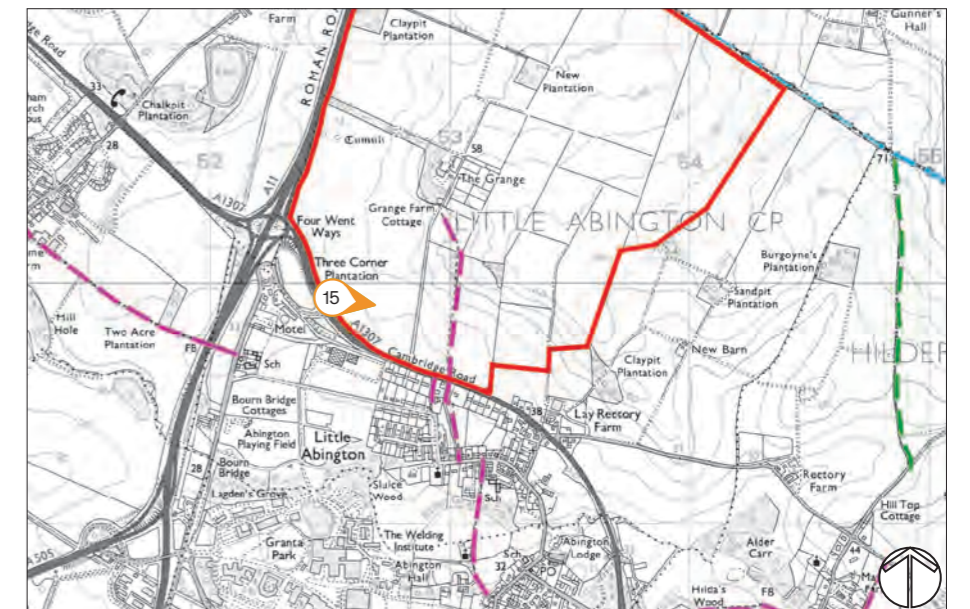 Farm
Claypit
Plantation
Gunner's
Hall
ROMAN RO
New
Plantation
33
Chalkpit
Plantation
28
Tumuli
53
58
52
54
55
71
The Grange
A11
A1307
Grange Farm
Cottage
LITTLE ABINGTON CP
Four Went
Ways
Burgoyne's
Plantation
Three Corner
Plantation
15
Sandpit
Plantation
Mill
Hole
Two Acre
Plantation
FB
Motel
A1307
Cambridge Road
New Barn
HILDER
Sch
Claypit
Plantation
Bourn Bridge
Cottages
38
Lay Rectory
Farm
Abington
Playing Field
Little
Abington
Bourn
Bridge
28
Lagden's Grove
Sluice
Wood
Sch
Rectory
Farm
Hill Top
Cottage
Granta
Park
The Welding
Institute
Abington
Hall
Sch
32
PO
Abington
Lodge
Alder
Carr
44
A505
Hilda's
Wood
FB